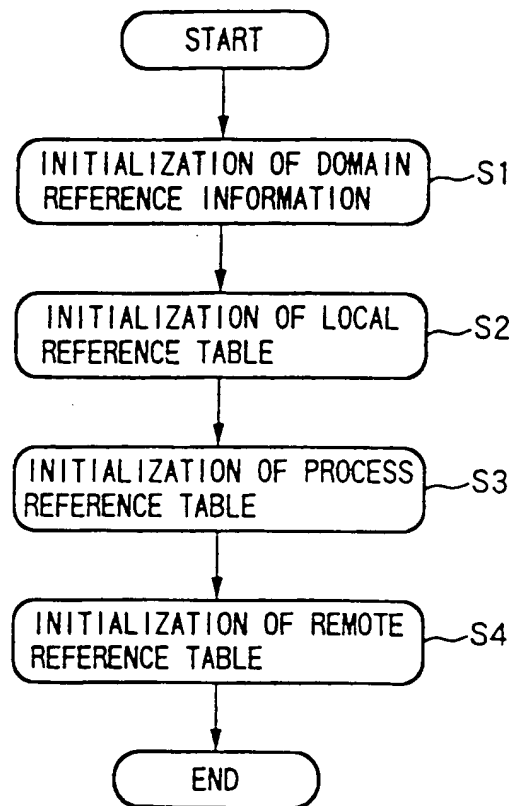 START
INITIALIZATION OF DOMAIN
REFERENCE INFORMATION
S1
INITIALIZATION OF LOCAL
REFERENCE TABLE
S2
INITIALIZATION OF PROCESS
REFERENCE TABLE
S3
INITIALIZATION OF REMOTE
REFERENCE TABLE
S4
END